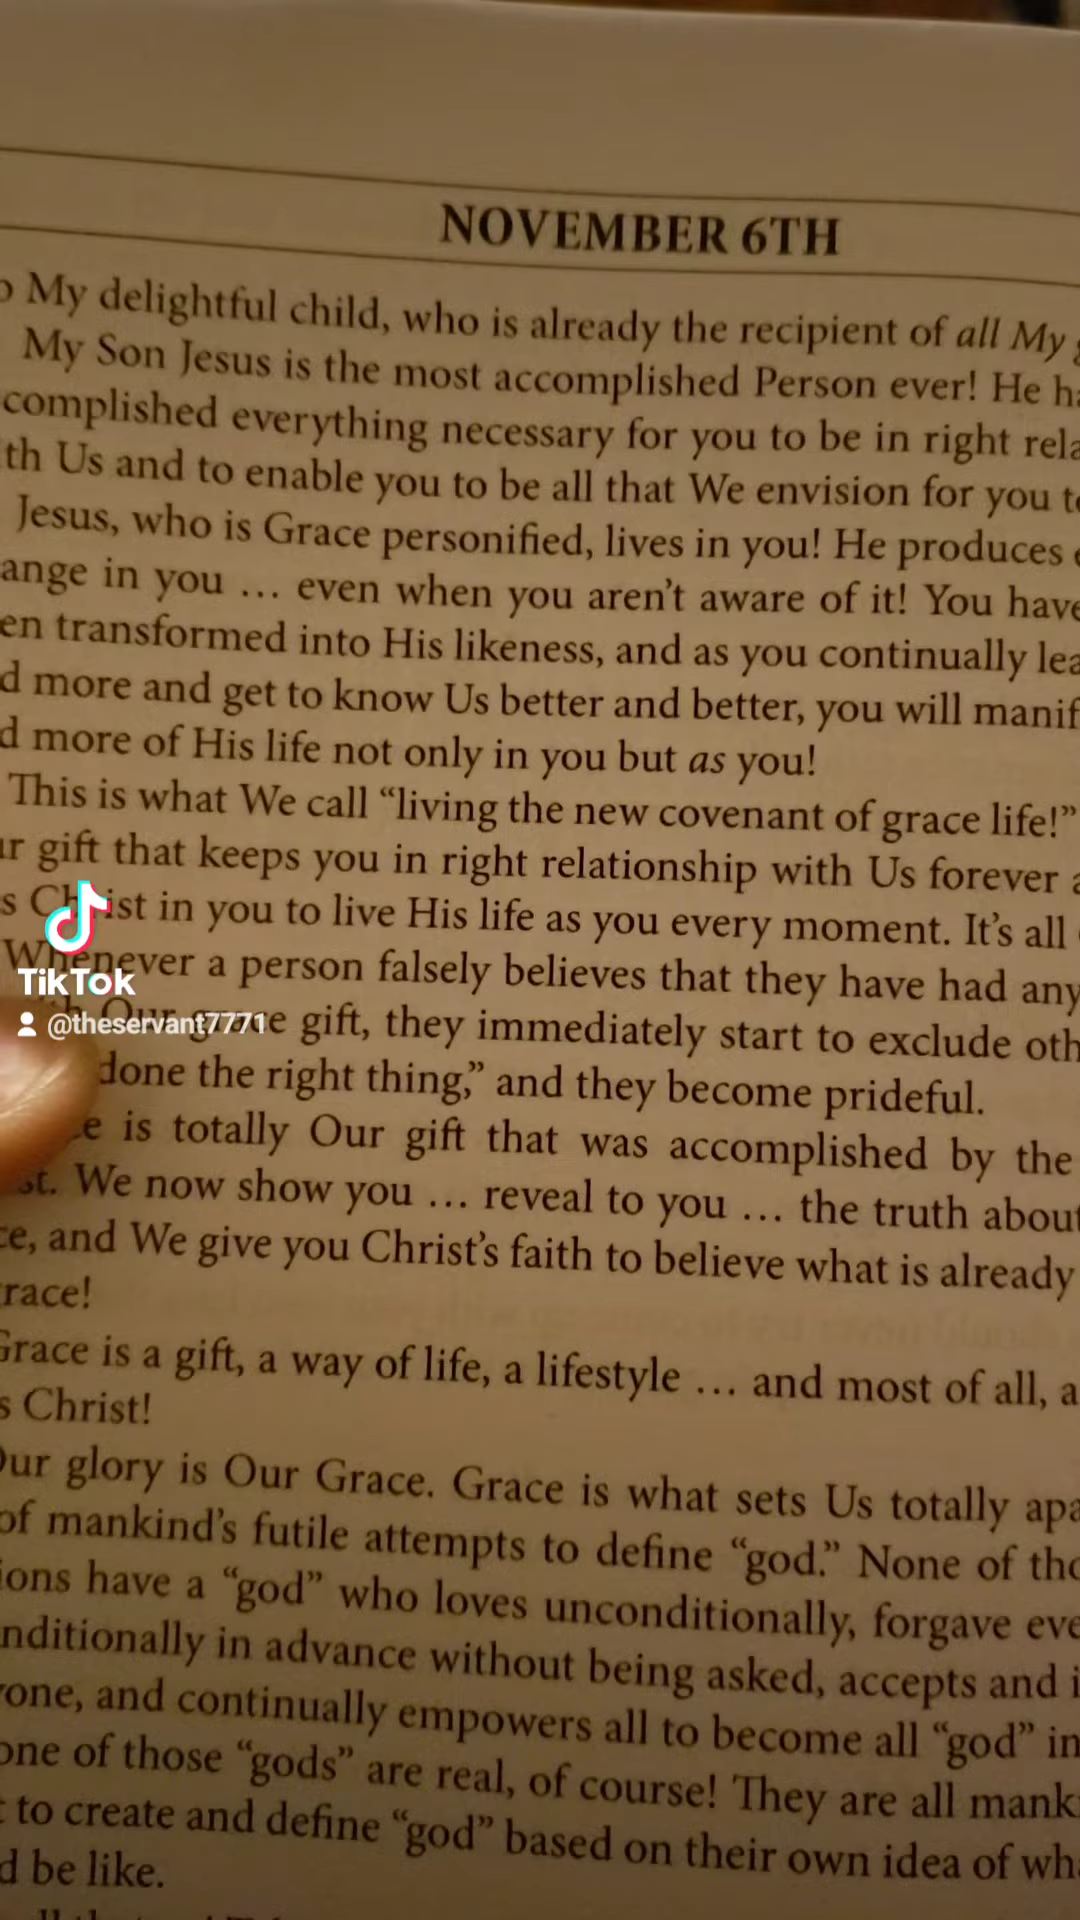 NOVEMBER 6TH
My delightful child, who is already the recipient of all My
My Son Jesus is the most accomplished Person ever! He
complished everything necessary for you to be in right
th Us and to enable you to be all that We envision for you
Jesus, who is Grace personified, lives in you! He produces
ange in you … even when you aren’t aware of it! You have
en transformed into His likeness, and as you continually
d more and get to know Us better and better, you will
d more of His life not only in you but as you!
This is what We call “living the new covenant of grace life!”
gift that keeps you in right relationship with Us forever
s Christ in you to live His life as you every moment. It’s all
Whenever a person falsely believes that they have had any
Our grace gift, they immediately start to exclude
done the right thing,” and they become prideful.
is totally Our gift that was accomplished by the
st. We now show you … reveal to you … the truth about
ce, and We give you Christ’s faith to believe what is already
race!
Grace is a gift, a way of life, a lifestyle … and most of all, a
s Christ!
Our glory is Our Grace. Grace is what sets Us totally
of mankind’s futile attempts to define “god.” None of
ions have a “god” who loves unconditionally, forgave
nditionally in advance without being asked, accepts and
one, and continually empowers all to become all “god”
one of those “gods” are real, of course! They are all
to create and define “god” based on their own idea of
d be like.
TikTok
@theservant7771